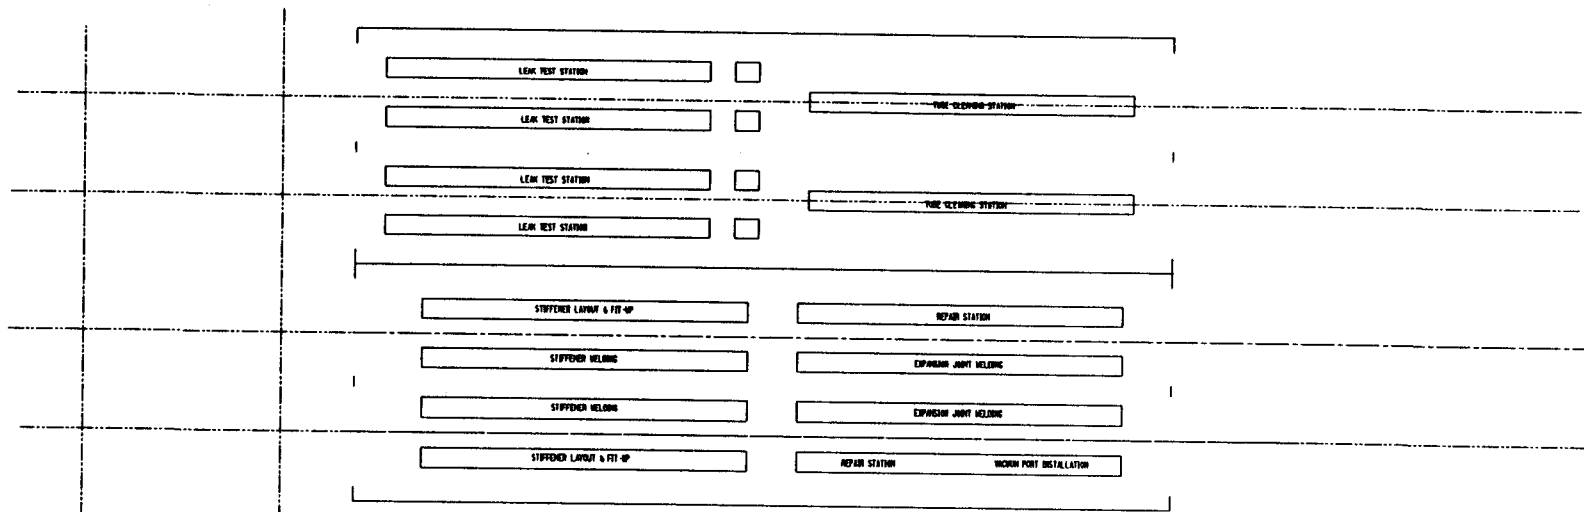 LEAK TEST STATION
TUBE CLEANING STATION
LEAK TEST STATION
LEAK TEST STATION
TUBE CLEANING STATION
LEAK TEST STATION
STIFFENER LAYOUT & FIT-UP
REPAIR STATION
STIFFENER WELDING
EXPANSION JOINT WELDING
STIFFENER WELDING
EXPANSION JOINT WELDING
STIFFENER LAYOUT & FIT-UP
REPAIR STATION
VACUUM PORT INSTALLATION